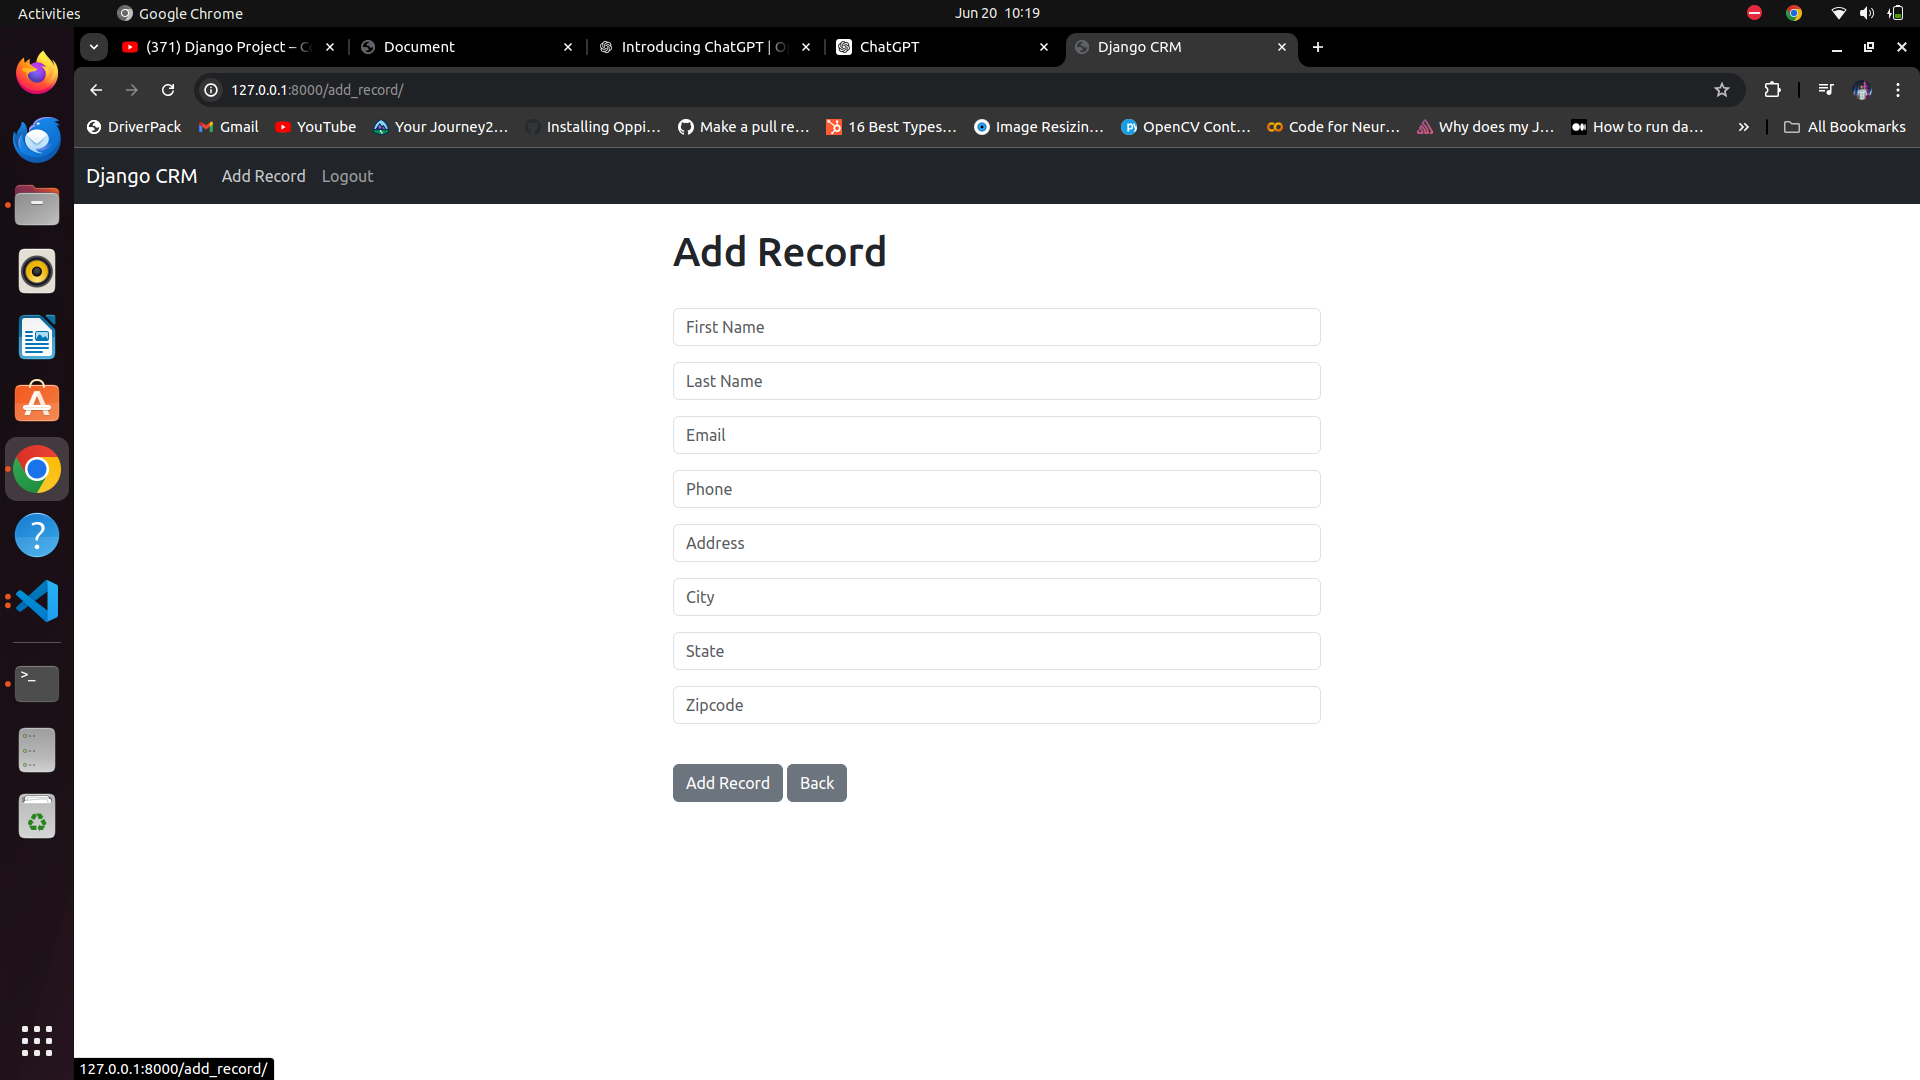 Activities Google Chrome Jun 20 10:19
(371) Django Project – Document Introducing ChatGPT | ChatGPT Django CRM
127.0.0.1:8000/add_record/
DriverPack Gmail YouTube Your Journey2... Installing Oppi... Make a pull re... 16 Best Types... Image Resizin... OpenCV Cont... Code for Neur... Why does my J... How to run da... » All Bookmarks
Django CRM Add Record Logout
Add Record
First Name
Last Name
Email
Phone
Address
City
State
Zipcode
Add Record Back
127.0.0.1:8000/add_record/